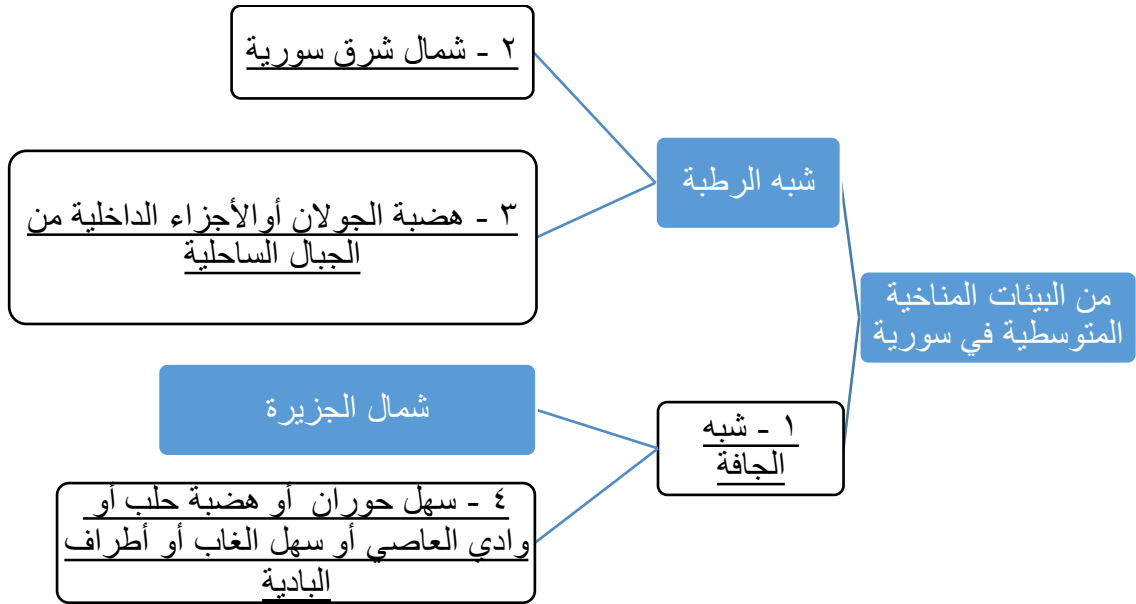 من البيئات المناخية
المتوسطية في سورية
شبه الرطبة
٢ - شمال شرق سورية
٣ - هضبة الجولان أوالأجزاء الداخلية من
الجبال الساحلية
١ - شبه
الجافة
شمال الجزيرة
٤ - سهل حوران أو هضبة حلب أو
وادي العاصي أو سهل الغاب أو أطراف
البادية